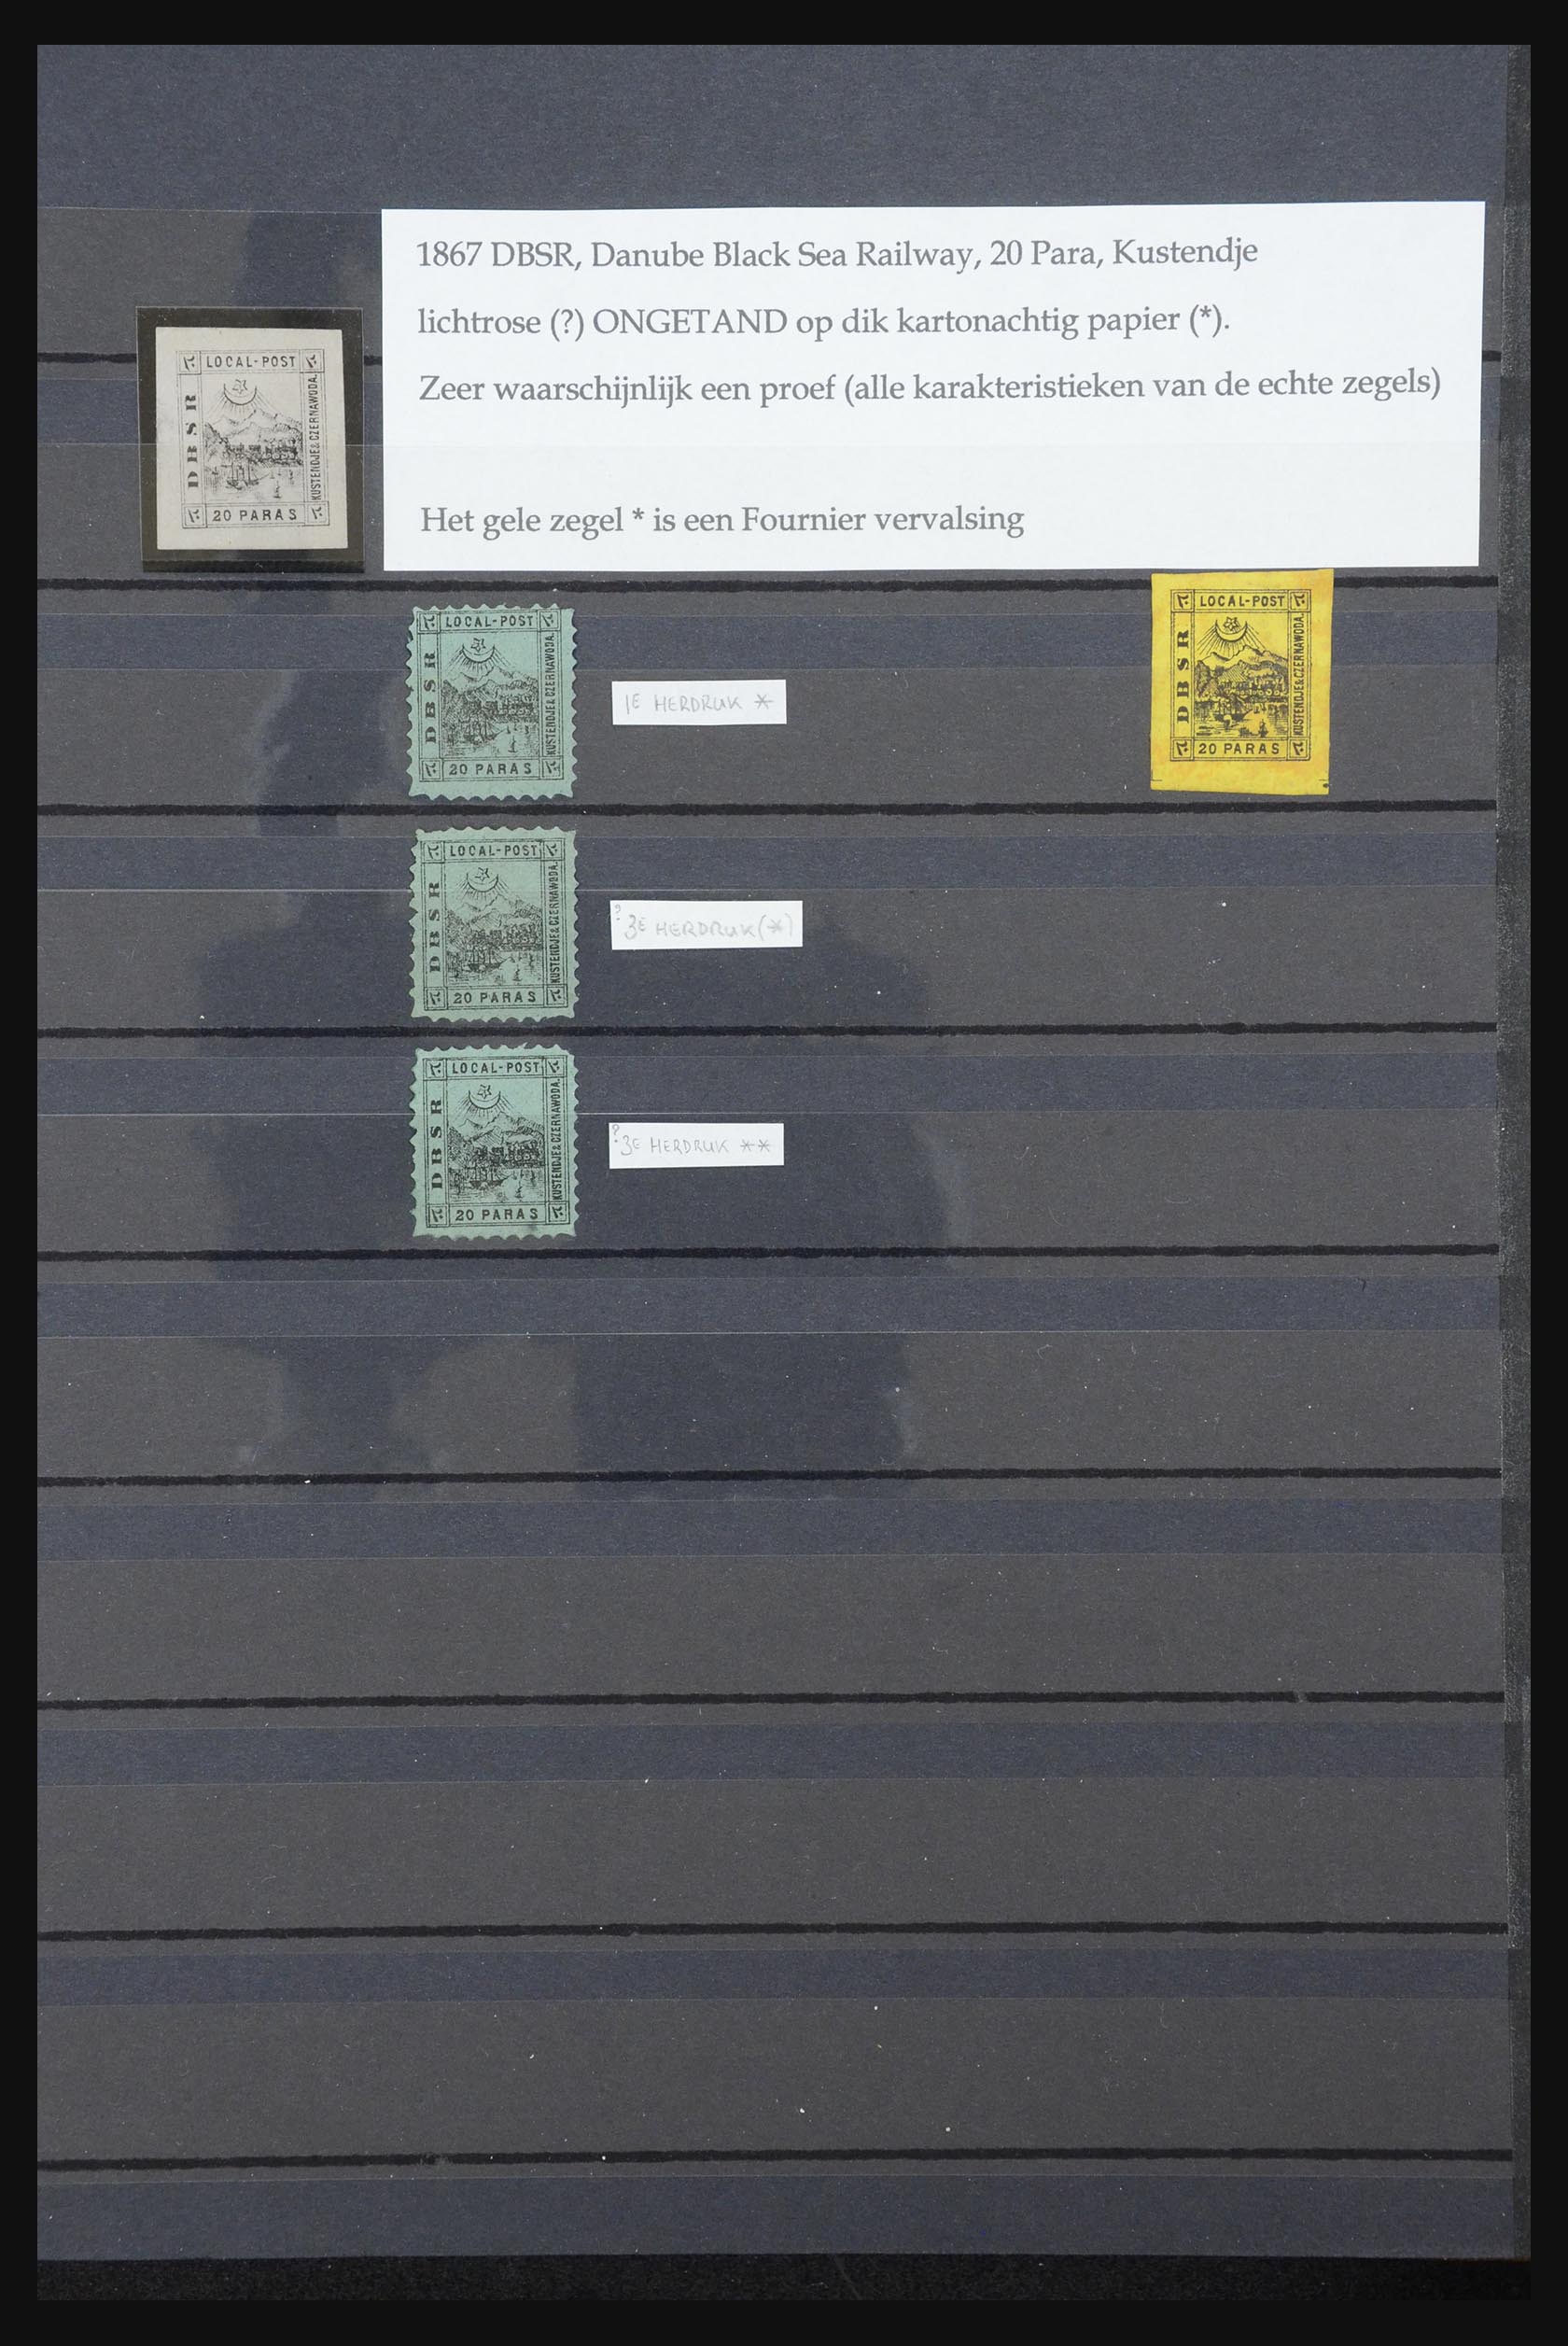 1867 DBSR, Danube Black Sea Railway, 20 Para, Kustendje
lichtrose (?) ONGETAND op dik kartonachtig papier (*).
Zeer waarschijnlijk een proef (alle karakteristieken van de echte zegels)
Het gele zegel * is een Fournier vervalsing
LOCAL-POST
DBSR
KUSTENDJE&CZERNAWODA.
20 PARAS
LOCAL-POST
DBSR
KUSTENDJE&CZERNAWODA.
20 PARAS
1E HERDRUK *
LOCAL-POST
DBSR
KUSTENDJE&CZERNAWODA.
20 PARAS
LOCAL-POST
DBSR
KUSTENDJE&CZERNAWODA.
20 PARAS
? 3E HERDRUK (*)
LOCAL-POST
DBSR
KUSTENDJE&CZERNAWODA.
20 PARAS
? 3E HERDRUK **